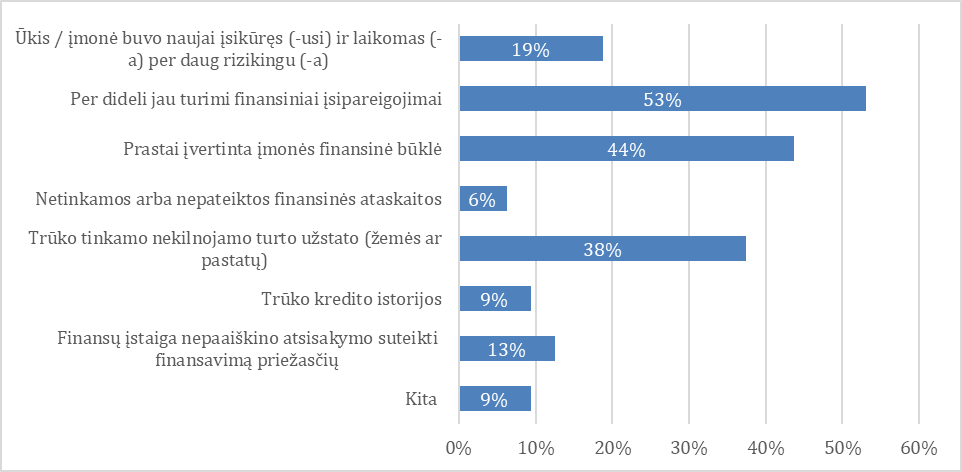 Ūkis / įmonė buvo naujai įsikūręs (-usi) ir laikomas (-
a) per daug rizikingu (-a)
19%
Per dideli jau turimi finansiniai įsipareigojimai
53%
Prastai įvertinta įmonės finansinė būklė
44%
Netinkamos arba nepateiktos finansinės ataskaitos
6%
Trūko tinkamo nekilnojamo turto užstato (žemės ar
pastatų)
38%
Trūko kredito istorijos
9%
Finansų įstaiga nepaaiškino atsisakymo suteikti
finansavimą priežasčių
13%
Kita
9%
0% 10% 20% 30% 40% 50% 60%